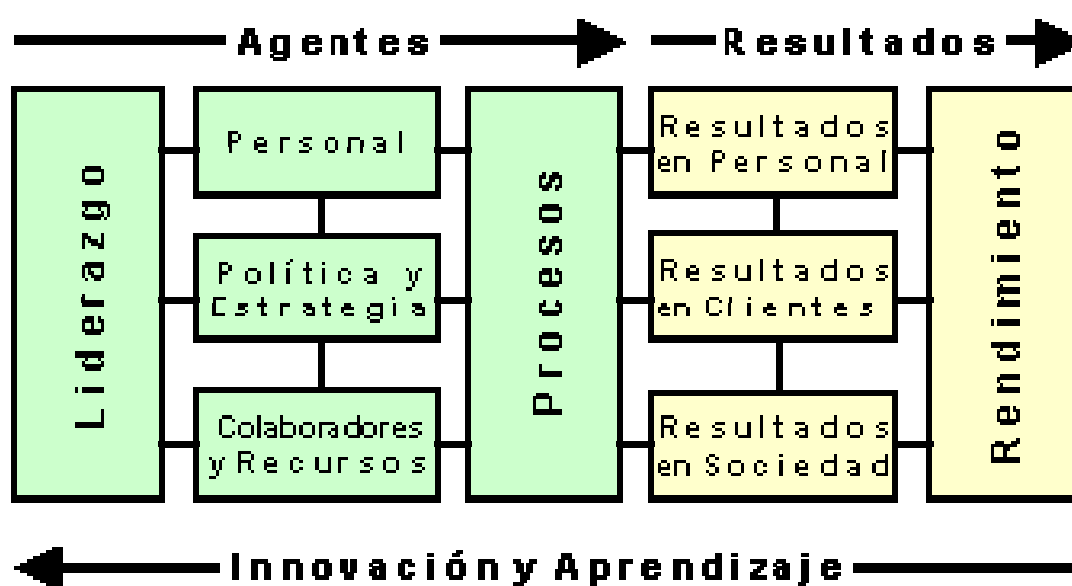 Agentes
Resultados
Liderazgo
Personal
Política y
Estrategia
Colaboradores
y Recursos
Procesos
Resultados
en Personal
Resultados
en Clientes
Resultados
en Sociedad
Rendimiento
Innovación y Aprendizaje